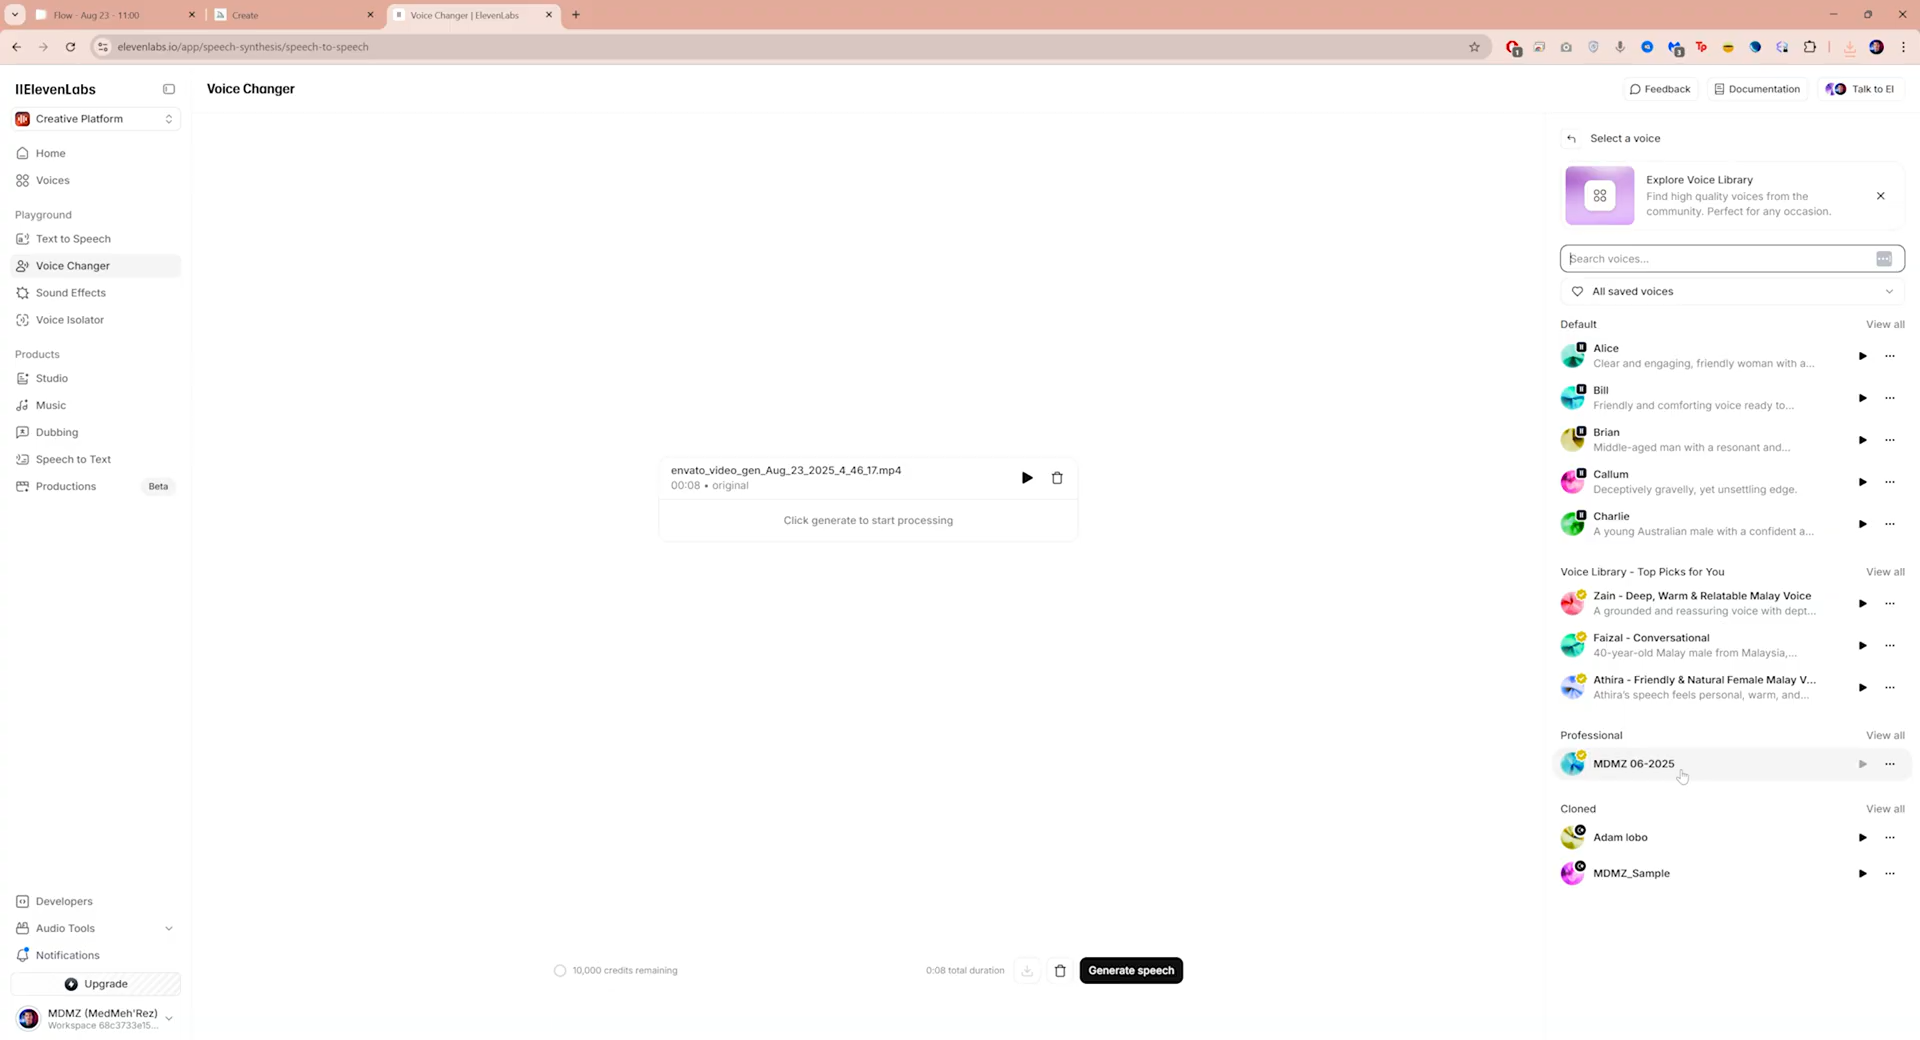 Flow - Aug 23 - 11:00
Create
Voice Changer | ElevenLabs
elevenlabs.io/app/speech-synthesis/speech-to-speech
IIElevenLabs
Creative Platform
Home
Voices
Playground
Text to Speech
Voice Changer
Sound Effects
Voice Isolator
Products
Studio
Music
Dubbing
Speech to Text
Productions
Beta
Developers
Audio Tools
Notifications
Upgrade
MDMZ (MedMeh'Rez)
Workspace 68c3733e15...
Voice Changer
Feedback
Documentation
Talk to El
envato_video_gen_Aug_23_2025_4_46_17.mp4
00:08 • original
Click generate to start processing
10,000 credits remaining
0:08 total duration
Generate speech
Select a voice
Explore Voice Library
Find high quality voices from the
community. Perfect for any occasion.
Search voices...
All saved voices
Default
View all
Alice
Clear and engaging, friendly woman with a...
Bill
Friendly and comforting voice ready to...
Brian
Middle-aged man with a resonant and...
Callum
Deceptively gravelly, yet unsettling edge.
Charlie
A young Australian male with a confident a...
Voice Library - Top Picks for You
View all
Zain - Deep, Warm & Relatable Malay Voice
A grounded and reassuring voice with dept...
Faizal - Conversational
40-year-old Malay male from Malaysia,...
Athira - Friendly & Natural Female Malay V...
Athira's speech feels personal, warm, and...
Professional
View all
MDMZ 06-2025
Cloned
View all
Adam lobo
MDMZ_Sample